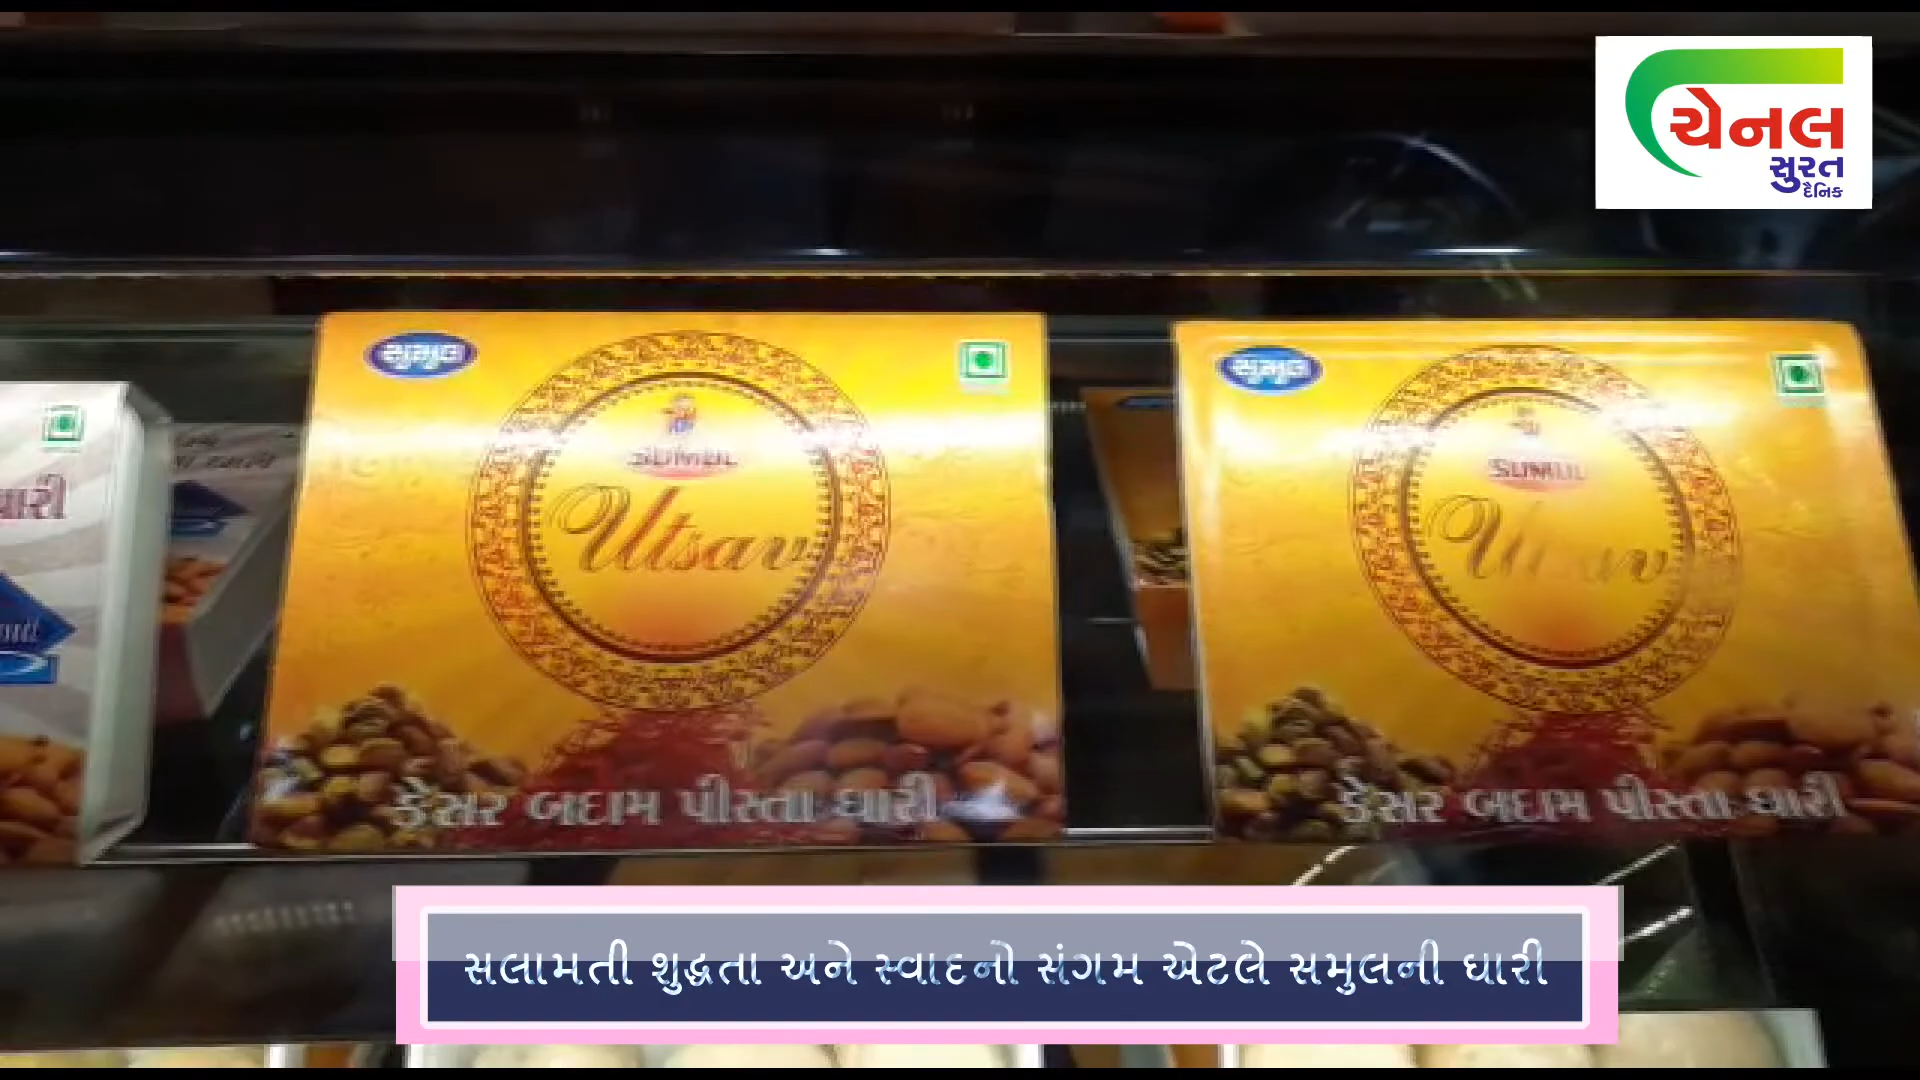 ચેનલ
સુરત
દૈનિક
સુમુલ
SUMUL
Utsav
કેસર બદામ પીસ્તા ઘારી
સુમુલ
SUMUL
Utsav
કેસર બદામ પીસ્તા ઘારી
ઘારી
સલામતી શુદ્ધતા અને સ્વાદનો સંગમ એટલે સમુલની ઘારી